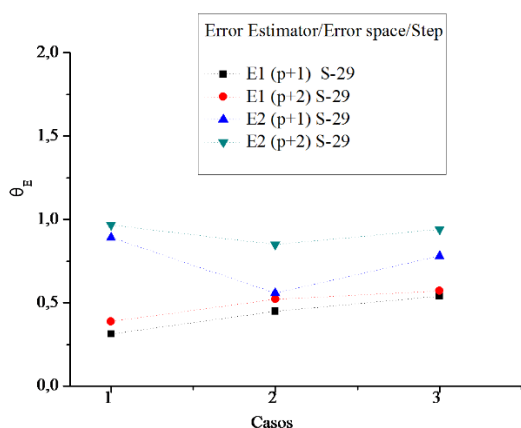 Error Estimator/Error space/Step
E1 (p+1) S-29
E1 (p+2) S-29
E2 (p+1) S-29
E2 (p+2) S-29
2,0
1,5
1,0
0,5
0,0
θE
1 2 3
Casos